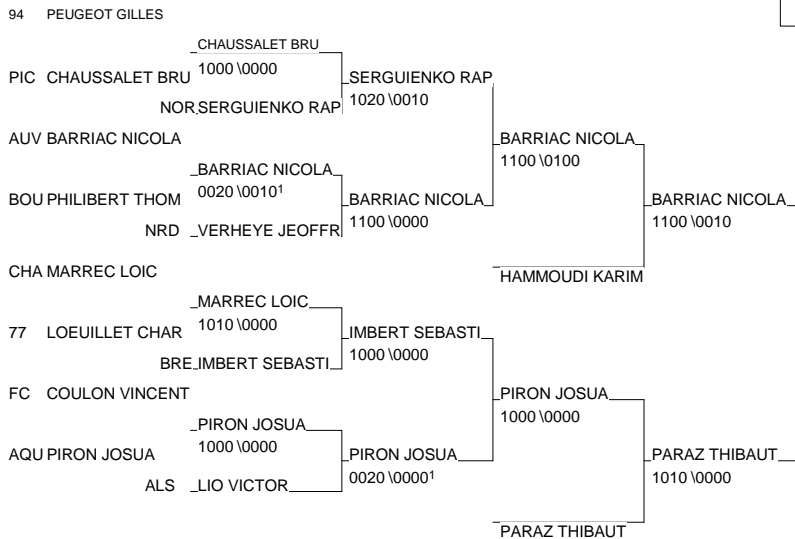 94 PEUGEOT GILLES
CHAUSSALET BRU
PIC CHAUSSALET BRU 1000 \0000 SERGUIENKO RAP
NOR SERGUIENKO RAP 1020 \0010
AUV BARRIAC NICOLA BARRIAC NICOLA
1100 \0100
BARRIAC NICOLA
BOU PHILIBERT THOM 0020 \0010¹ BARRIAC NICOLA BARRIAC NICOLA
1100 \0000 1100 \0010
NRD VERHEYE JEOFFR
CHA MARREC LOIC HAMMOUDI KARIM
MARREC LOIC
77 LOEUILLET CHAR 1010 \0000 IMBERT SEBASTI
BRE IMBERT SEBASTI 1000 \0000
FC COULON VINCENT PIRON JOSUA
1000 \0000
PIRON JOSUA
AQU PIRON JOSUA 1000 \0000 PIRON JOSUA PARAZ THIBAUT
0020 \0000¹ 1010 \0000
ALS LIO VICTOR
PARAZ THIBAUT